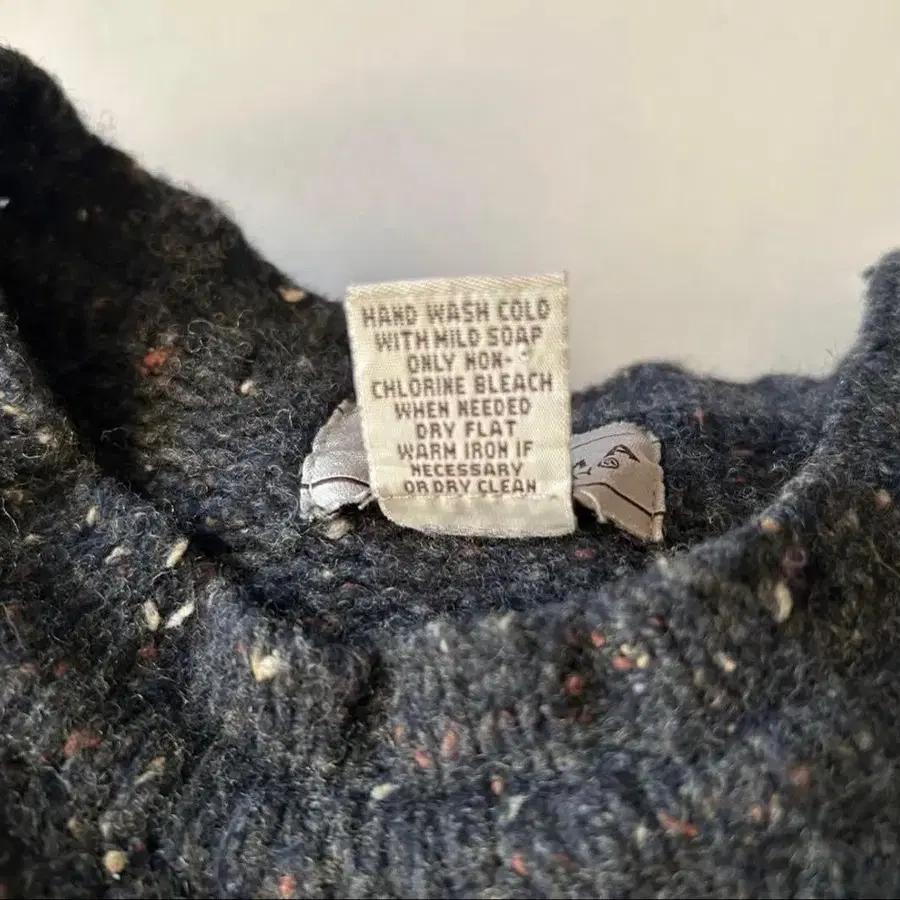 HAND WASH COLD
WITH MILD SOAP
ONLY NON-
CHLORINE BLEACH
WHEN NEEDED
DRY FLAT
WARM IRON IF
NECESSARY
OR DRY CLEAN